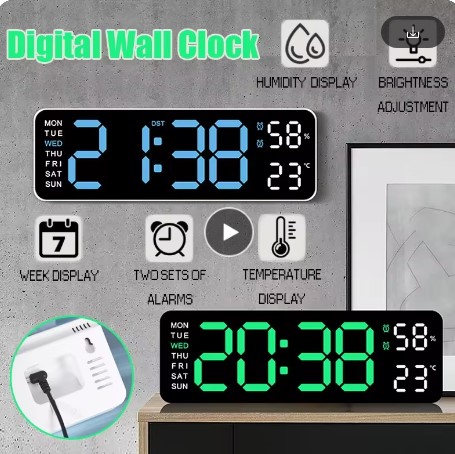 Digital Wall Clock
HUMIDITY DISPLAY
BRIGHTNESS
ADJUSTMENT
MON
TUE
WED
THU
FRI
SAT
SUN
DST
21:38
58%
23°C
7
WEEK DISPLAY
TWO SETS OF
ALARMS
TEMPERATURE
DISPLAY
MON
TUE
WED
THU
FRI
SAT
SUN
20:38
58%
23°C